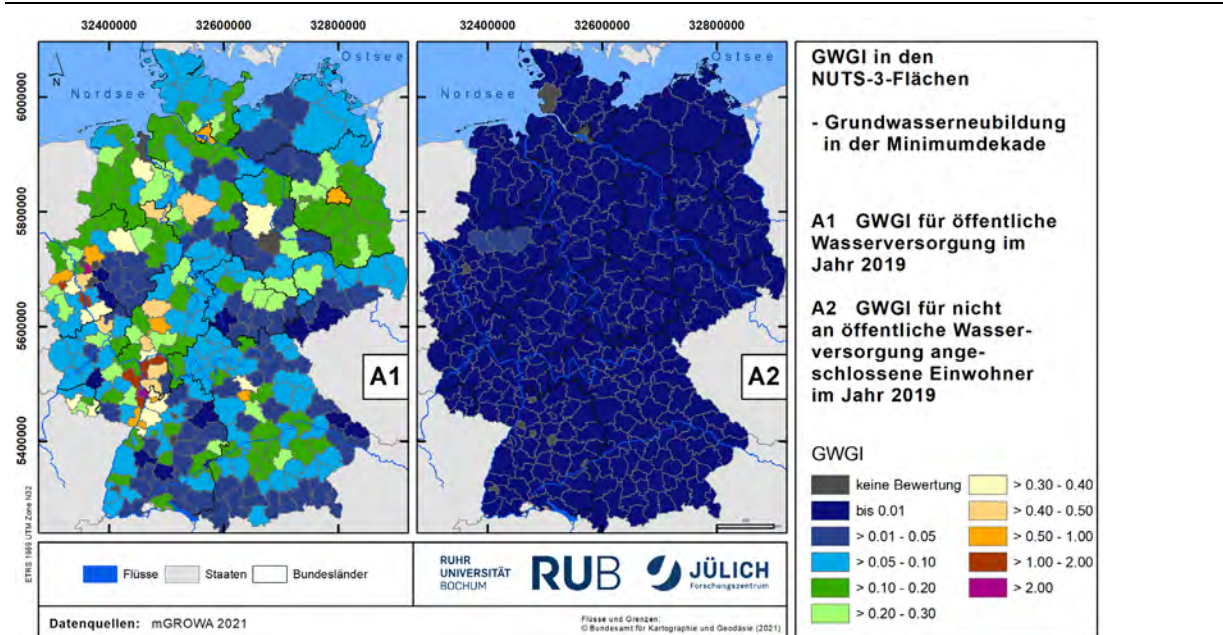 32400000 32600000 32800000
32400000 32600000 32800000
6000000
5800000
5600000
5400000
N
Nordsee
Ostsee
A1
Nordsee
Ostsee
A2
ETRS 1989 UTM Zone N32
Flüsse
Staaten
Bundesländer
RUHR
UNIVERSITÄT
BOCHUM
RUB
JÜLICH
Forschungszentrum
Datenquellen: mGROWA 2021
Flüsse und Grenzen:
© Bundesamt für Kartographie und Geodäsie (2021)
GWGI in den
NUTS-3-Flächen
- Grundwasserneubildung
in der Minimumdekade
A1 GWGI für öffentliche
Wasserversorgung im
Jahr 2019
A2 GWGI für nicht
an öffentliche Wasser-
versorgung ange-
schlossene Einwohner
im Jahr 2019
GWGI
keine Bewertung
bis 0.01
> 0.01 - 0.05
> 0.05 - 0.10
> 0.10 - 0.20
> 0.20 - 0.30
> 0.30 - 0.40
> 0.40 - 0.50
> 0.50 - 1.00
> 1.00 - 2.00
> 2.00